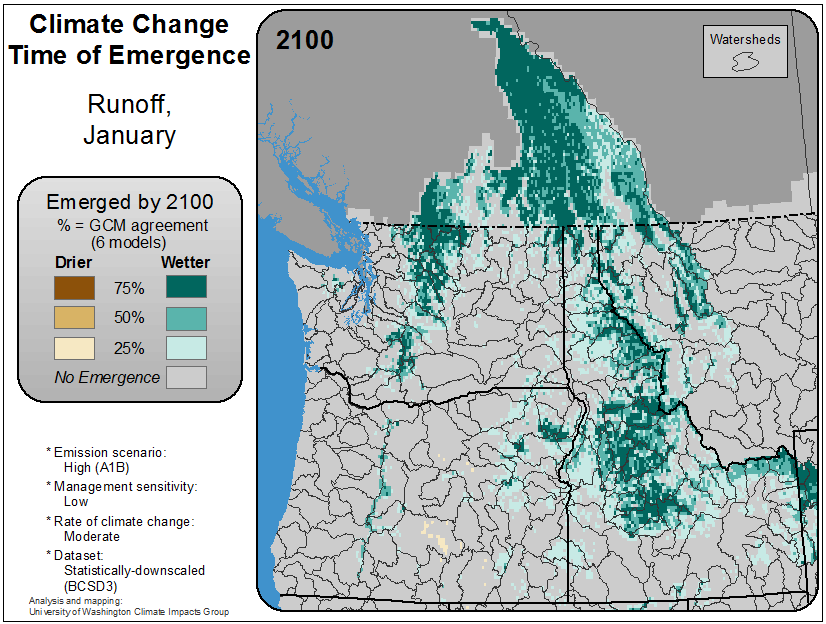 Climate Change
Time of Emergence
Runoff,
January
Emerged by 2100
% = GCM agreement
(6 models)
Drier Wetter
75%
50%
25%
No Emergence
* Emission scenario:
High (A1B)
* Management sensitivity:
Low
* Rate of climate change:
Moderate
* Dataset:
Statistically-downscaled
(BCSD3)
Analysis and mapping:
University of Washington Climate Impacts Group
2100
Watersheds